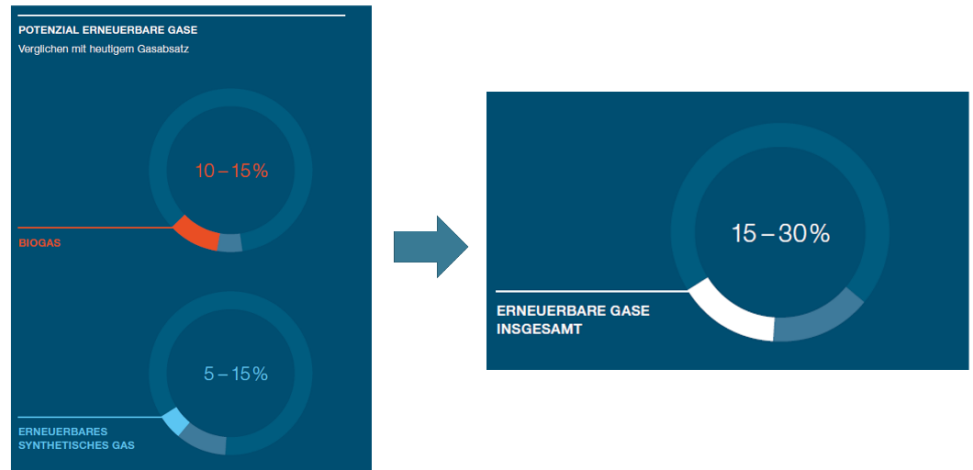 POTENZIAL ERNEUERBARE GASE
Verglichen mit heutigem Gasabsatz
10–15%
BIOGAS
5–15%
ERNEUERBARES
SYNTHETISCHES GAS
15–30%
ERNEUERBARE GASE
INSGESAMT